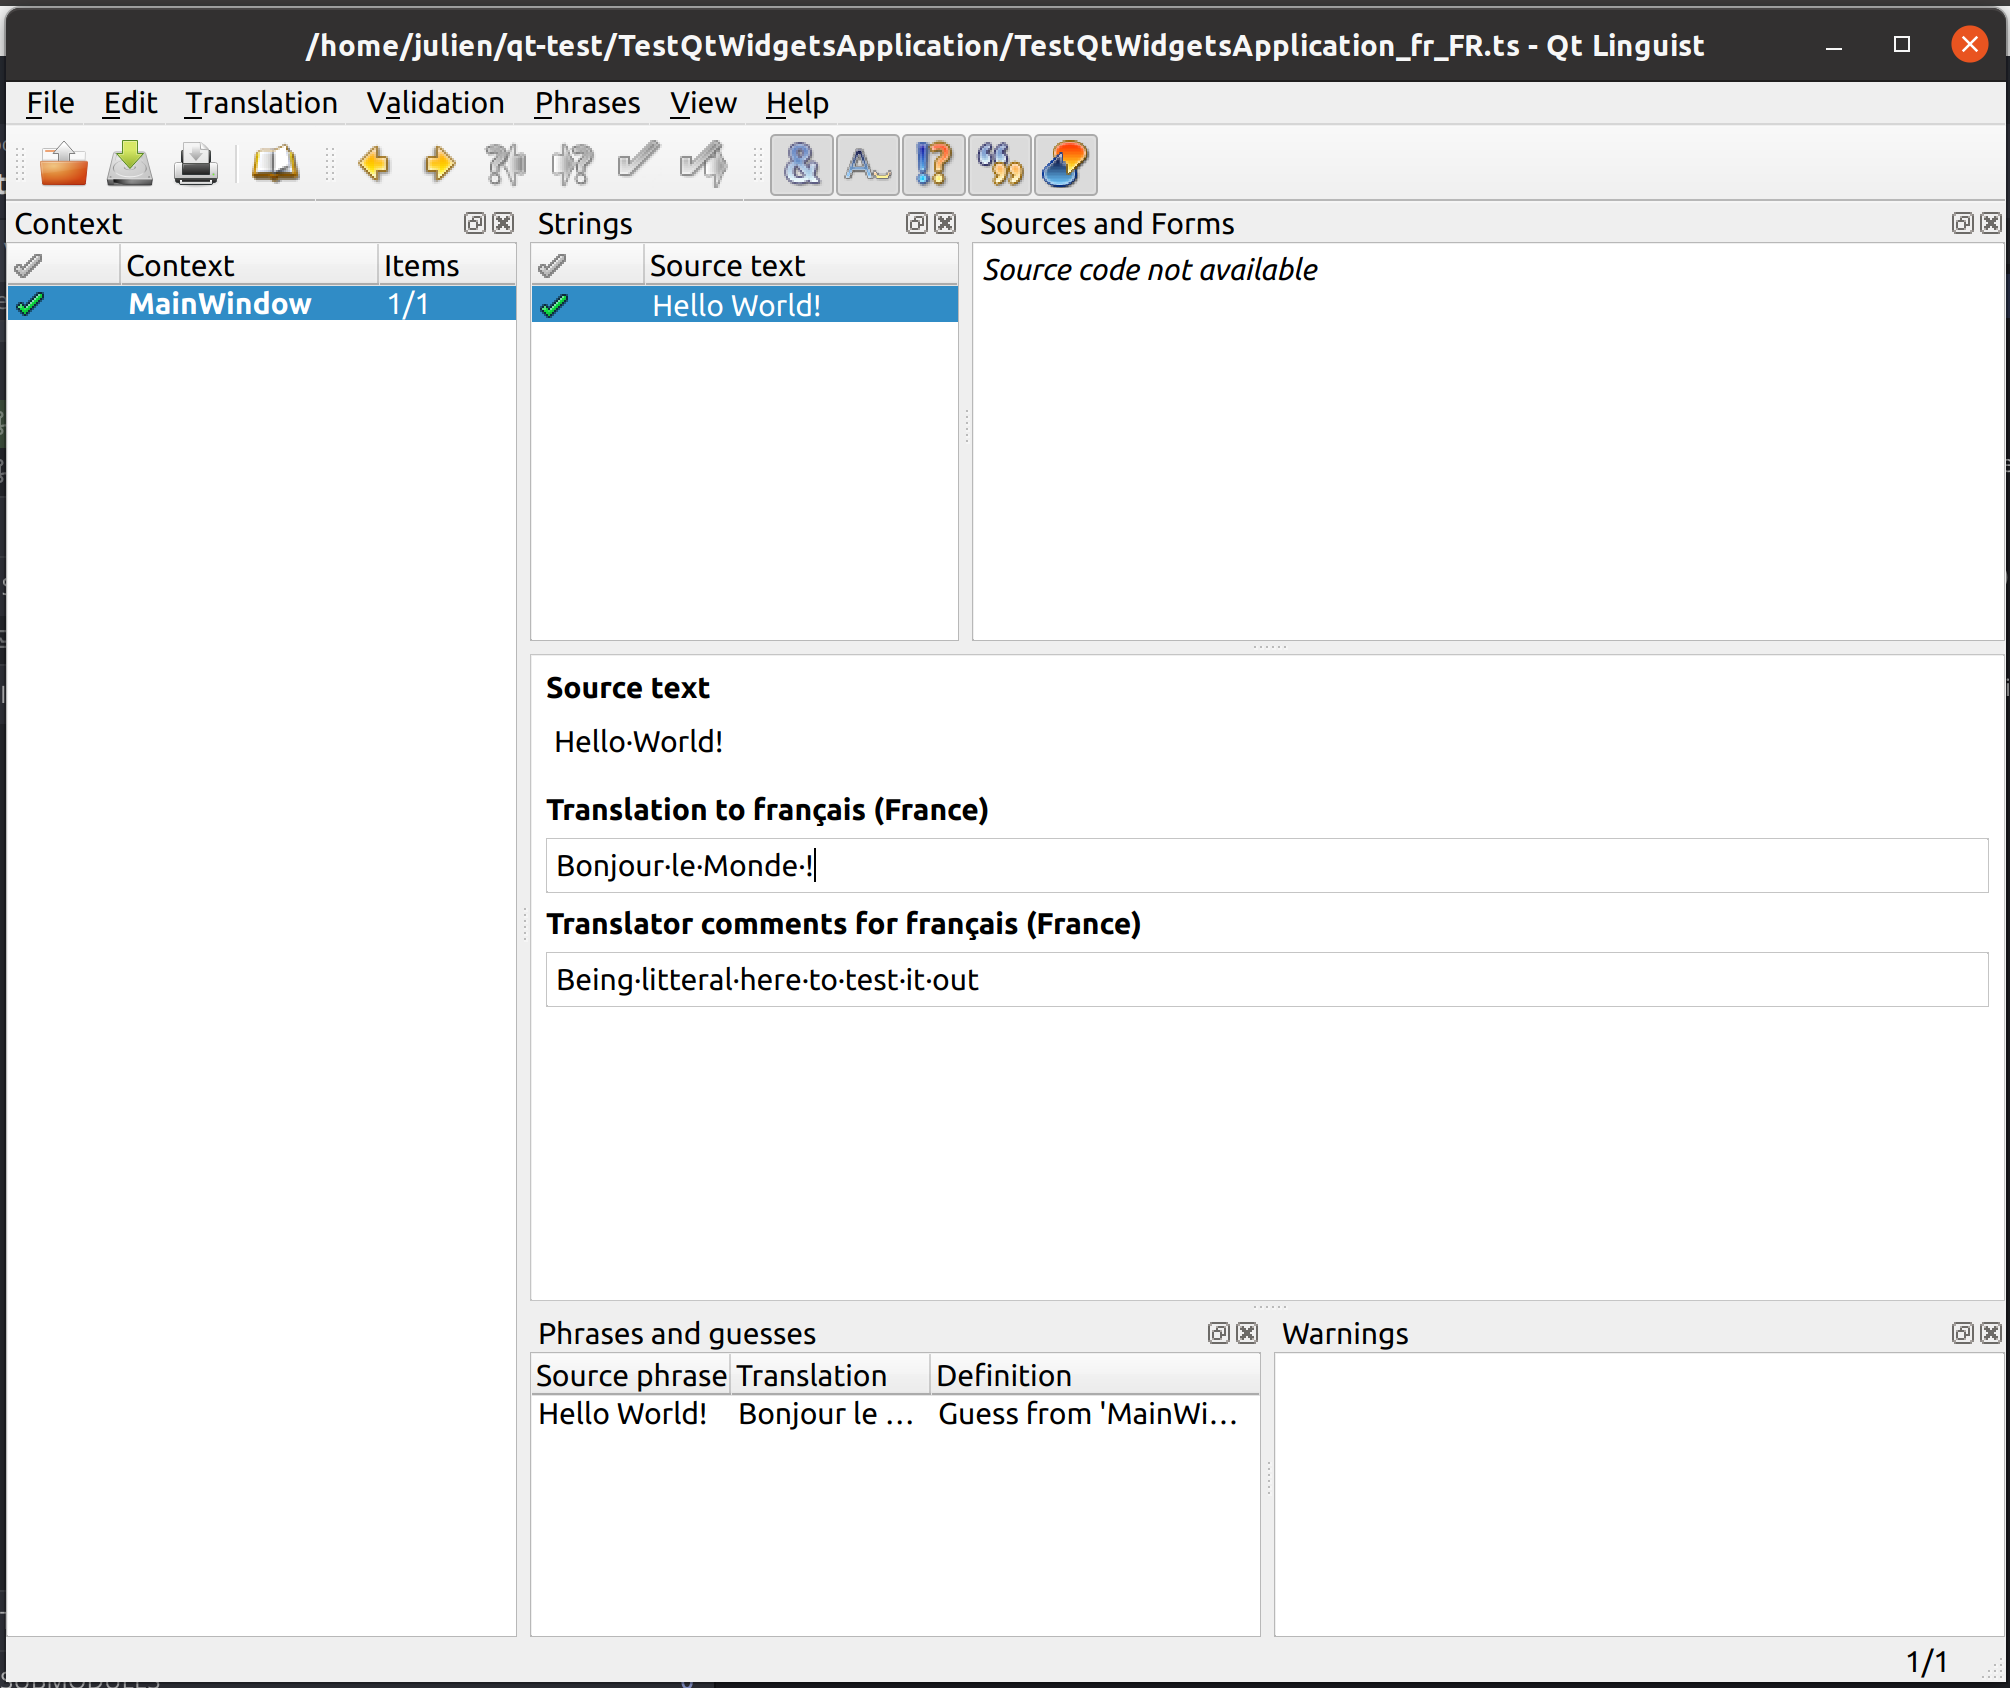 /home/julien/qt-test/TestQtWidgetsApplication/TestQtWidgetsApplication_fr_FR.ts - Qt Linguist
File Edit Translation Validation Phrases View Help
Context
Context Items
MainWindow 1/1
Strings
Source text
Hello World!
Sources and Forms
Source code not available
Source text
Hello·World!
Translation to français (France)
Bonjour·le·Monde·!
Translator comments for français (France)
Being·litteral·here·to·test·it·out
Phrases and guesses
Source phrase Translation Definition
Hello World! Bonjour le ... Guess from 'MainWi...
Warnings
1/1